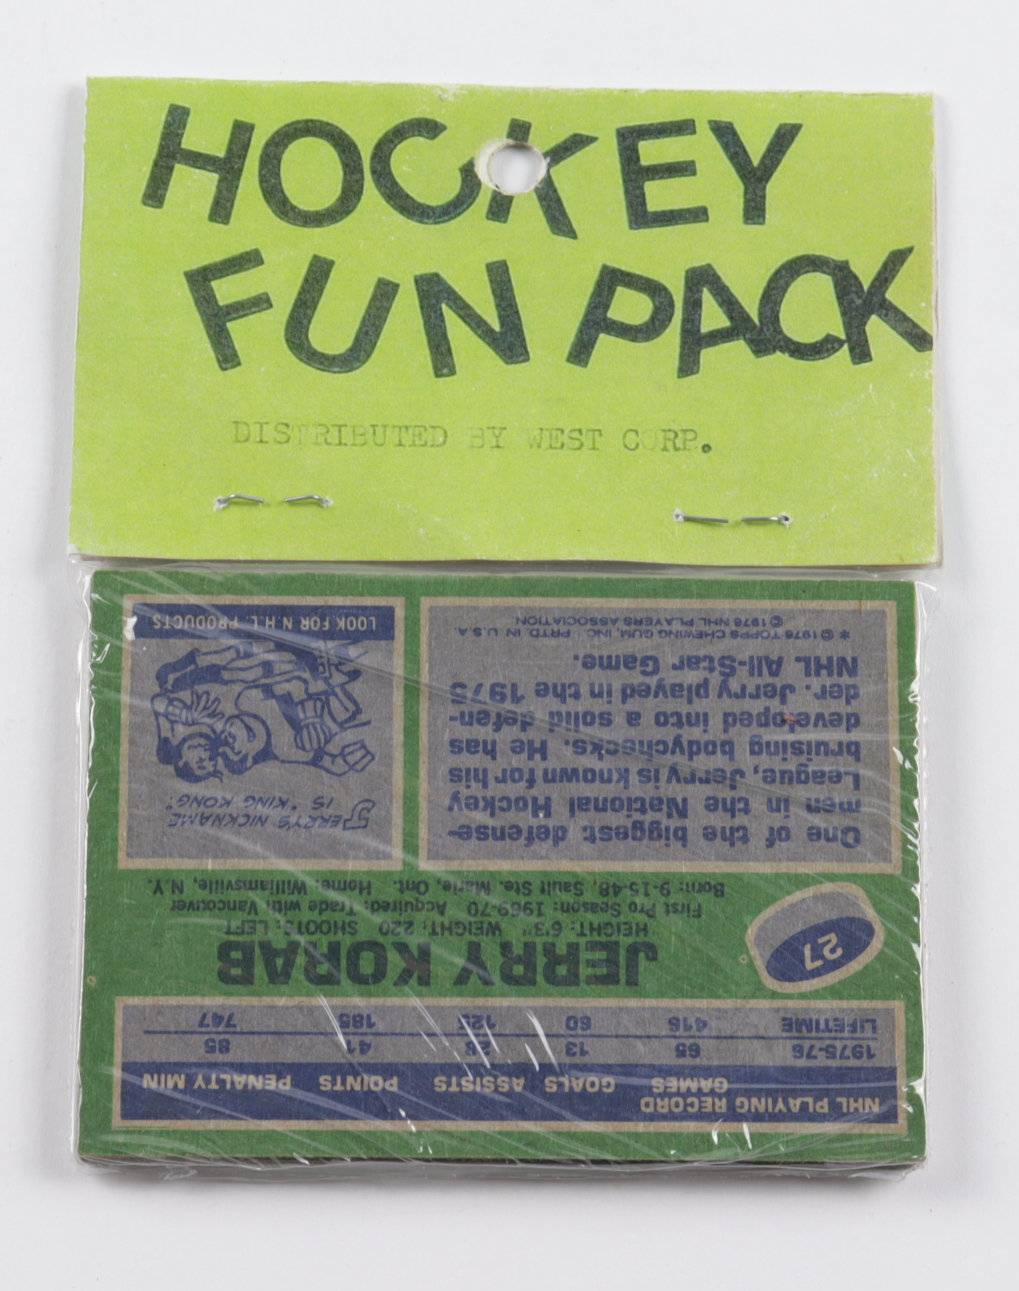 HOCKEY
FUN PACK
DISTRIBUTED BY WEST CORP.
NHL PLAYING RECORD
GAMES GOALS ASSISTS POINTS PENALTY MIN
1975-76 65 13 28 41 85
LIFETIME 416 60 125 185 747
27
JERRY KORAB
HEIGHT: 6'3" WEIGHT: 220 SHOOTS: LEFT
First Pro Season: 1969-70 Acquired: Trade with Vancouver
Born: 9-15-48, Sault Ste. Marie, Ont. Home: Williamsville, N.Y.
One of the biggest defense-
men in the National Hockey
League, Jerry is known for his
bruising bodychecks. He has
developed into a solid defen-
der. Jerry played in the 1975
NHL All-Star Game.
* © 1976 TOPPS CHEWING GUM, INC. PRTD. IN U.S.A.
© 1976 NHL PLAYERS ASSOCIATION
JERRY'S NICKNAME
IS "KING KONG."
LOOK FOR N.H.L. PRODUCTS